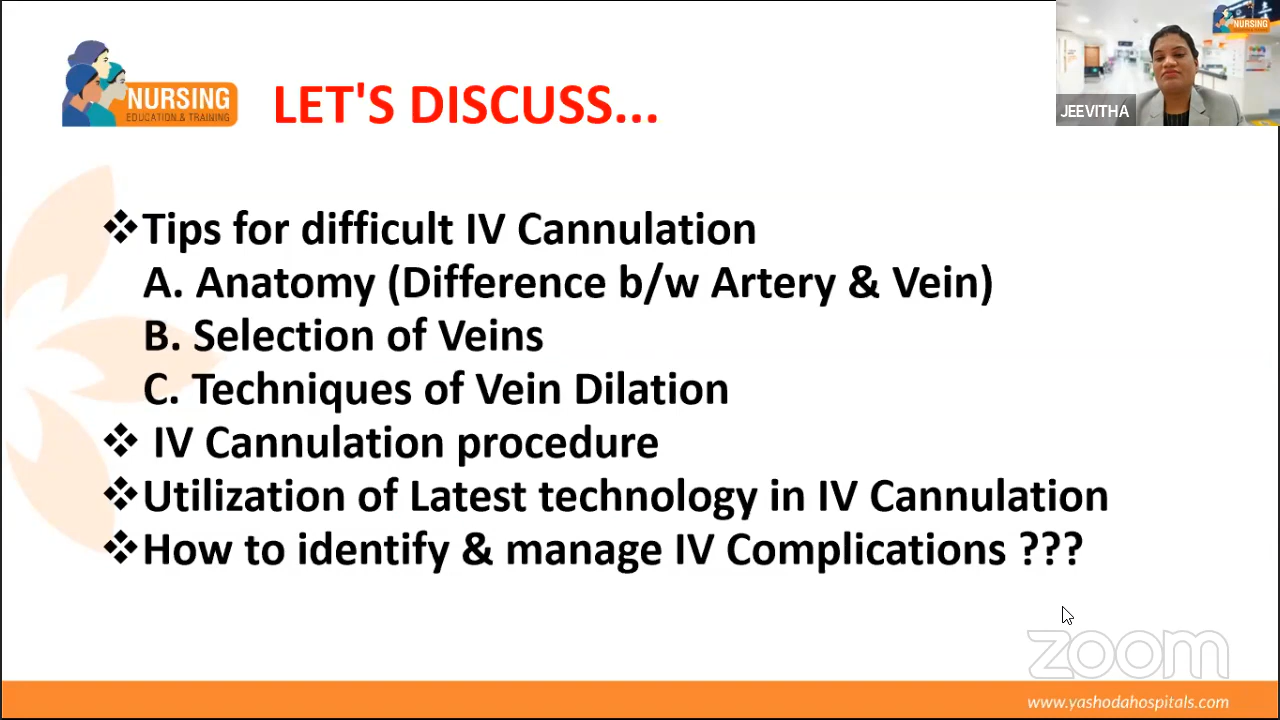 NURSING
EDUCATION & TRAINING
LET'S DISCUSS...
NURSING
JEEVITHA
❖Tips for difficult IV Cannulation
A. Anatomy (Difference b/w Artery & Vein)
B. Selection of Veins
C. Techniques of Vein Dilation
❖ IV Cannulation procedure
❖Utilization of Latest technology in IV Cannulation
❖How to identify & manage IV Complications ???
zoom
www.yashodahospitals.com